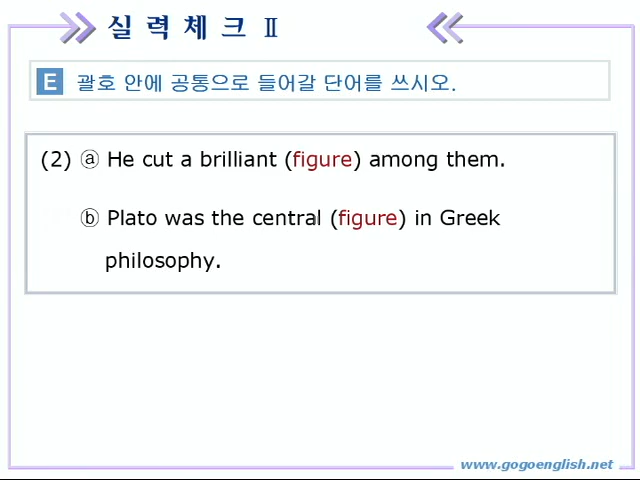 실 력 체 크 Ⅱ
E 괄호 안에 공통으로 들어갈 단어를 쓰시오.
(2) ⓐ He cut a brilliant (figure) among them.
ⓑ Plato was the central (figure) in Greek
philosophy.
www.gogoenglish.net